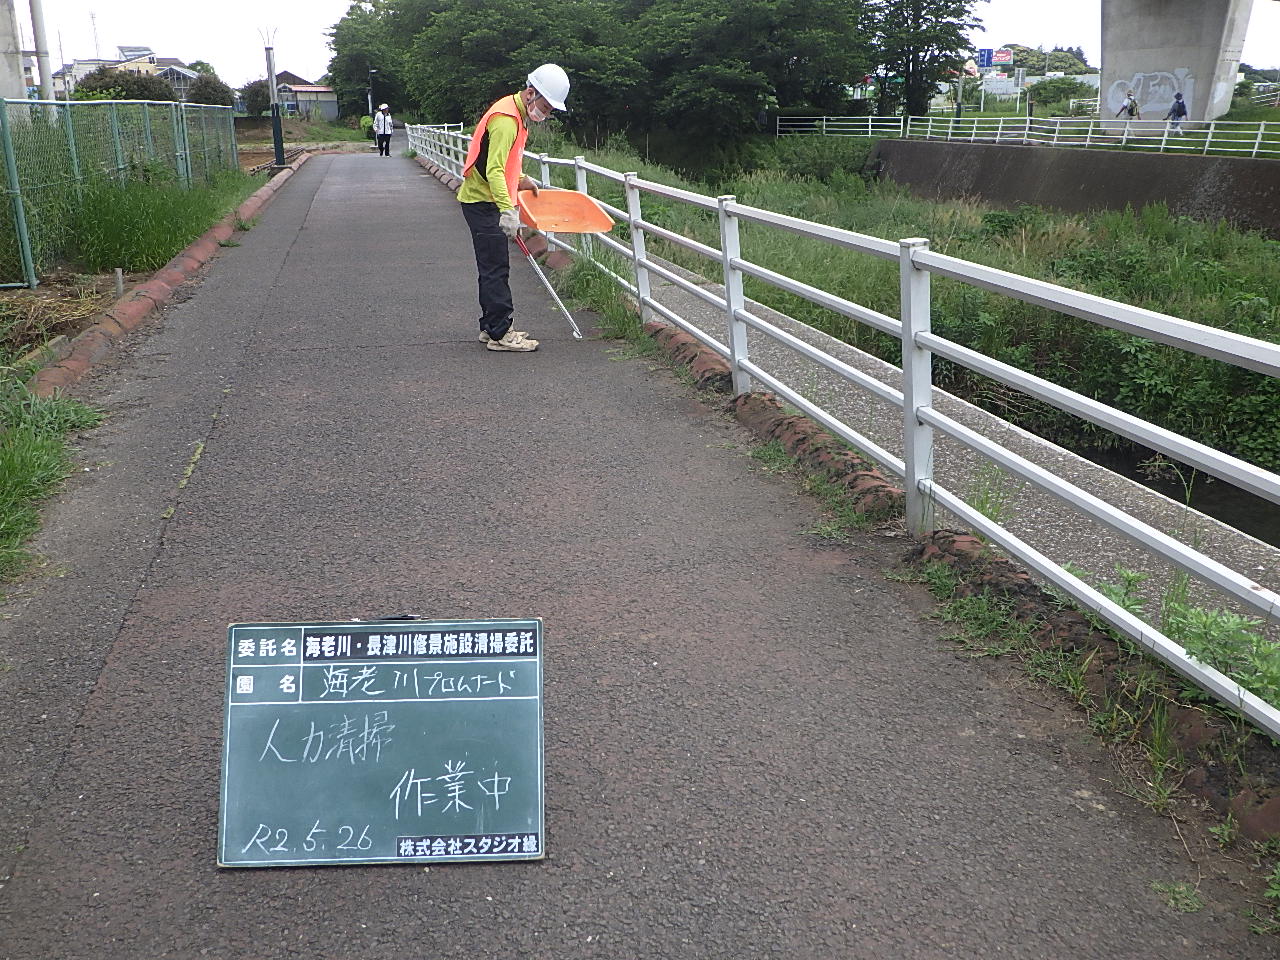 委託名 海老川・長津川修景施設清掃委託
園名 海老川プロムナード
人力清掃
作業中
R2.5.26
株式会社スタジオ緑